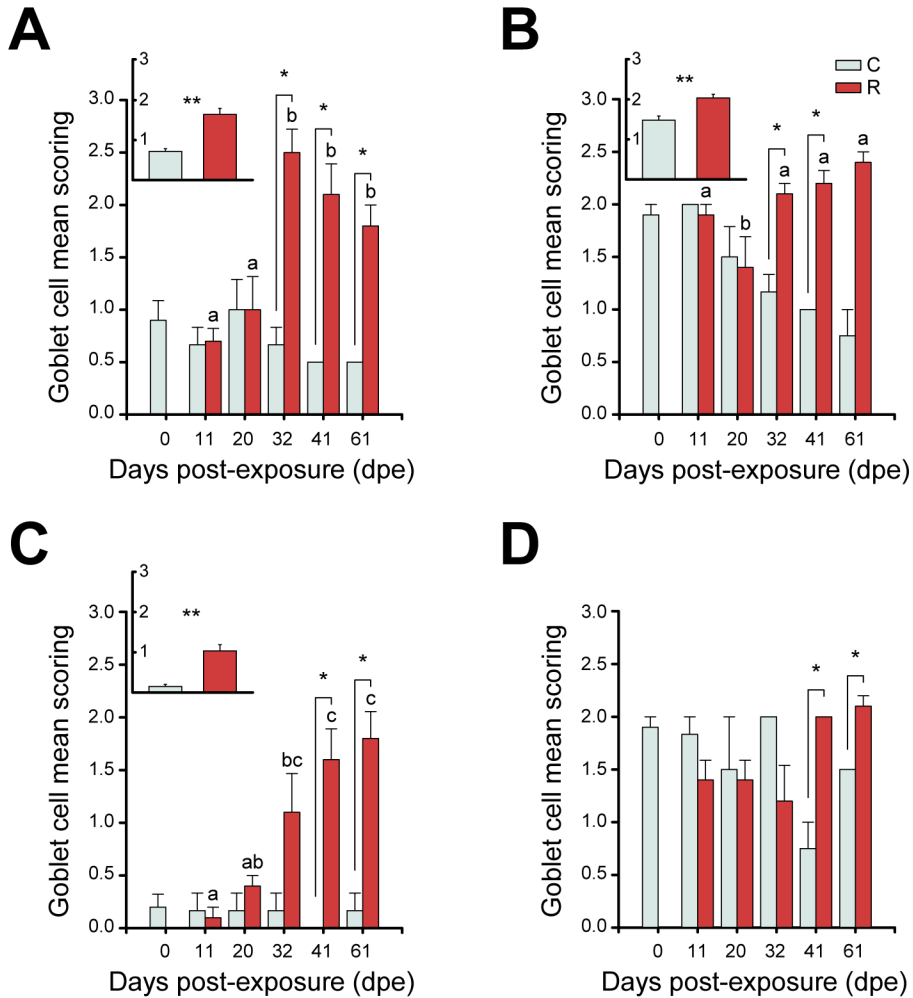 A
3
2
1
**
3.0
2.5
2.0
1.5
1.0
0.5
0.0
Goblet cell mean scoring
* * *
b b b
a a
0 11 20 32 41 61
Days post-exposure (dpe)
B
3
2
1
**
C
R
3.0
2.5
2.0
1.5
1.0
0.5
0.0
Goblet cell mean scoring
* *
a b a a a
0 11 20 32 41 61
Days post-exposure (dpe)
C
3
2
1
**
3.0
2.5
2.0
1.5
1.0
0.5
0.0
Goblet cell mean scoring
* *
a ab bc c c
0 11 20 32 41 61
Days post-exposure (dpe)
D
3.0
2.5
2.0
1.5
1.0
0.5
0.0
Goblet cell mean scoring
* *
0 11 20 32 41 61
Days post-exposure (dpe)